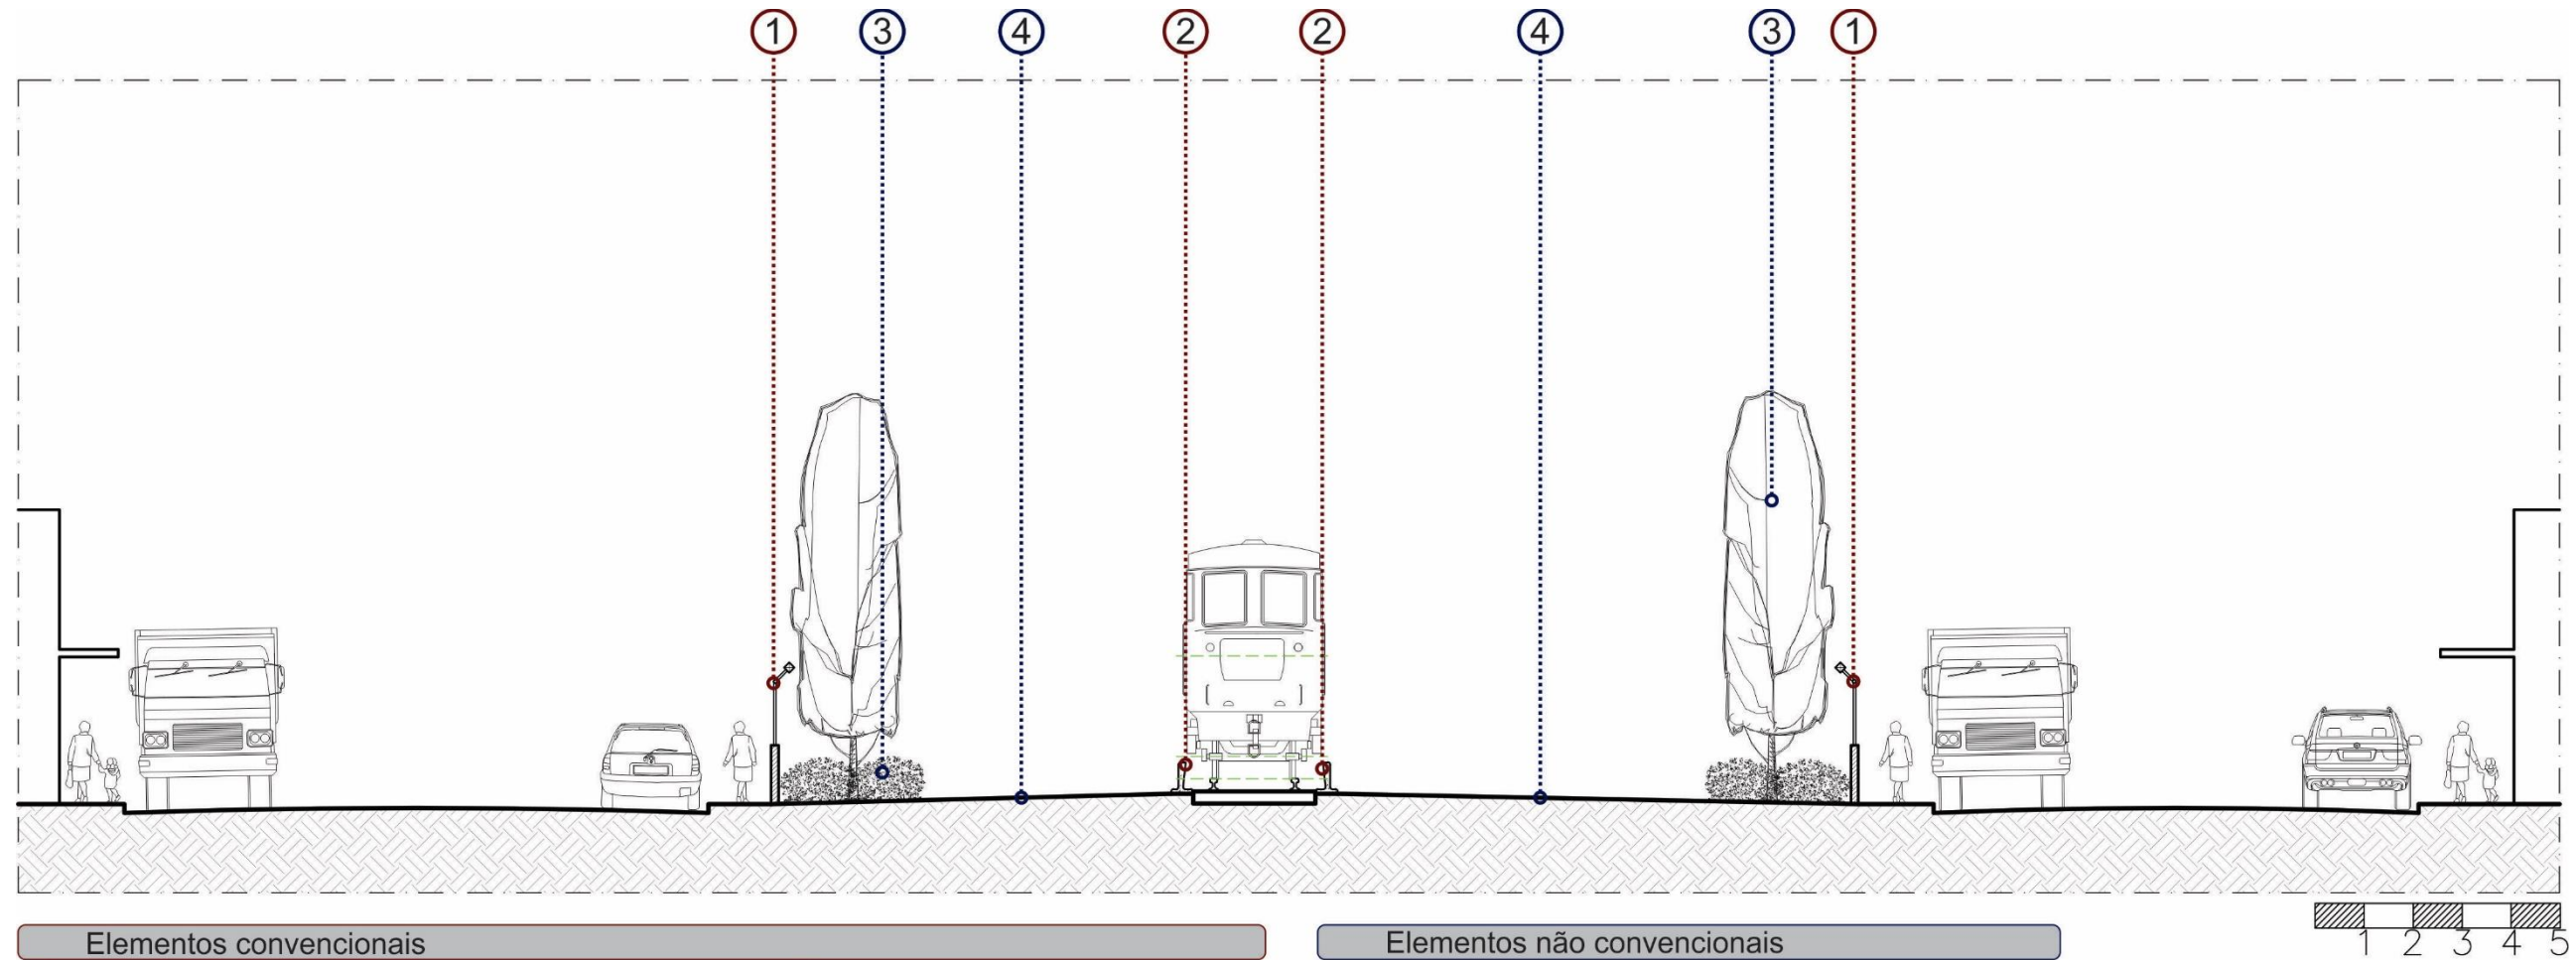 1 3 4 2 2 4 3 1
Elementos convencionais
Elementos não convencionais
1 2 3 4 5